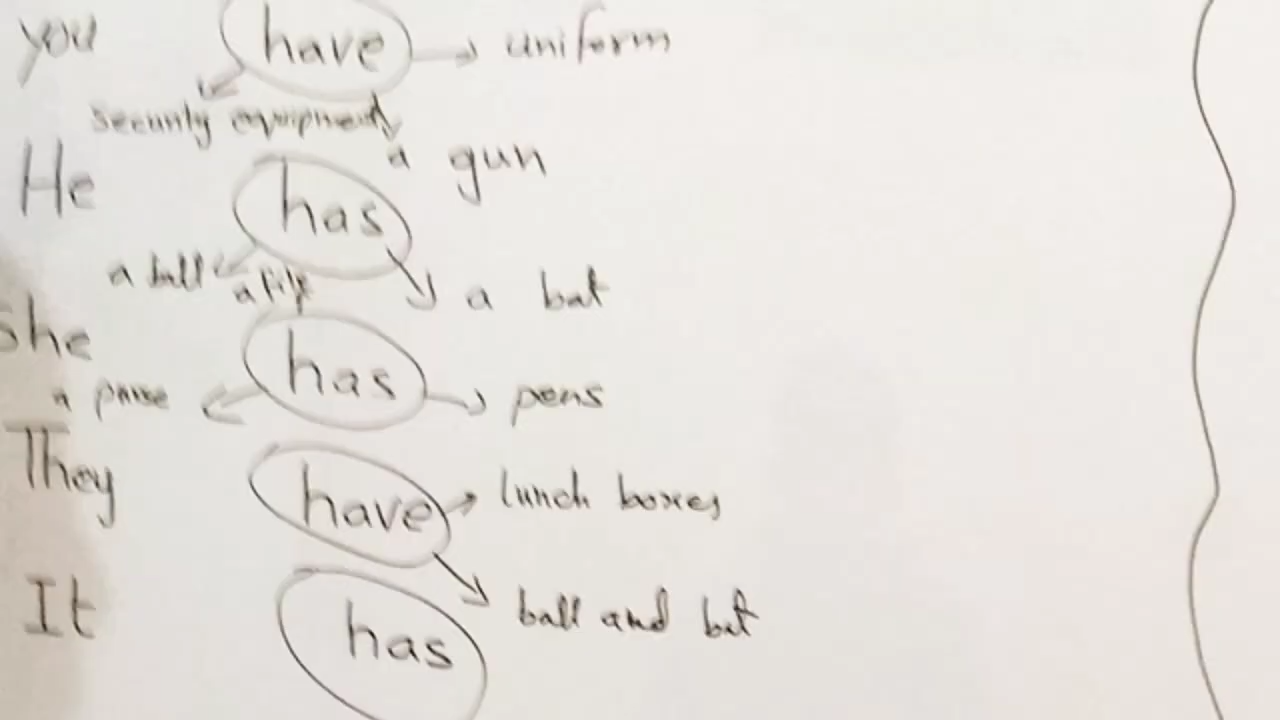 you have → uniform
security equipments
a gun
He has
a ball a file
a bat
She has → pens
a purse
They have → lunch boxes
ball and bat
It has